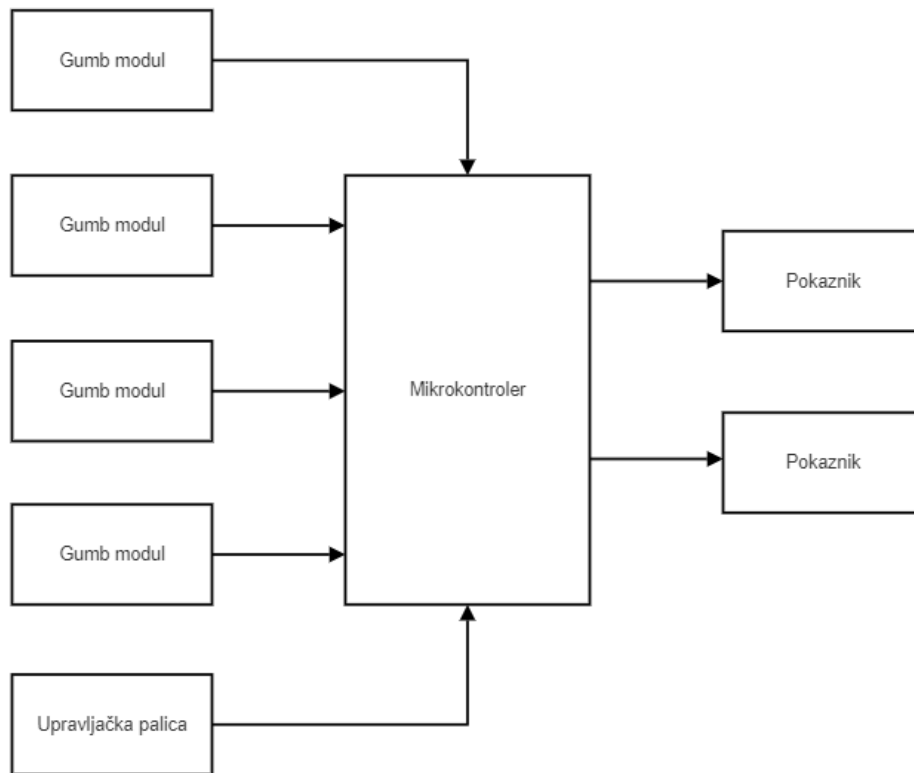 Gumb modul
Gumb modul
Gumb modul
Gumb modul
Upravljačka palica
Mikrokontroler
Pokaznik
Pokaznik